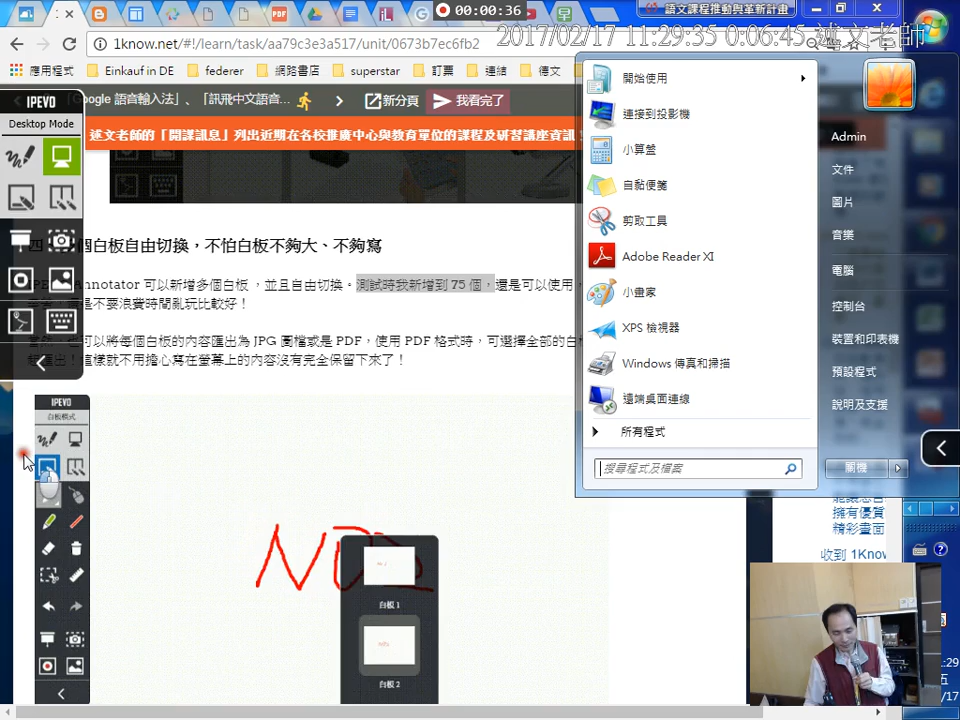 00:00:36
語文課程推動與革新計畫
1know.net/#!/learn/task/aa79c3e3a517/unit/0673b7ec6fb2
2017/02/17 11:29:35 0:06:45 述文老師
應用程式
Einkauf in DE
federer
網路書店
superstar
訂票
連結
德文
IPEVO
Desktop Mode
Google 語音輸入法」、「訊飛中文語音...
新分頁
我看完了
述文老師的「開課訊息」列出近期在各校推廣中心與教育單位的課程及研習講座資訊
個白板自由切換，不怕白板不夠大、不夠寫
Annotator 可以新增多個白板 ，並且自由切換。測試時我新增到 75 個，還是可以使用，
是不要浪費時間亂玩比較好！
也可以將每個白板的內容匯出為 JPG 圖檔或是 PDF，使用 PDF 格式時，可選擇全部的白板
匯出！這樣就不用擔心寫在螢幕上的內容沒有完全保留下來了！
IPEVO
白板模式
白板 1
白板 2
開始使用
連接到投影機
小算盤
自黏便箋
剪取工具
Adobe Reader XI
小畫家
XPS 檢視器
Windows 傳真和掃描
遠端桌面連線
所有程式
搜尋程式及檔案
Admin
文件
圖片
音樂
電腦
控制台
裝置和印表機
預設程式
說明及支援
關機
擁有優質
精彩畫面
收到 1Know